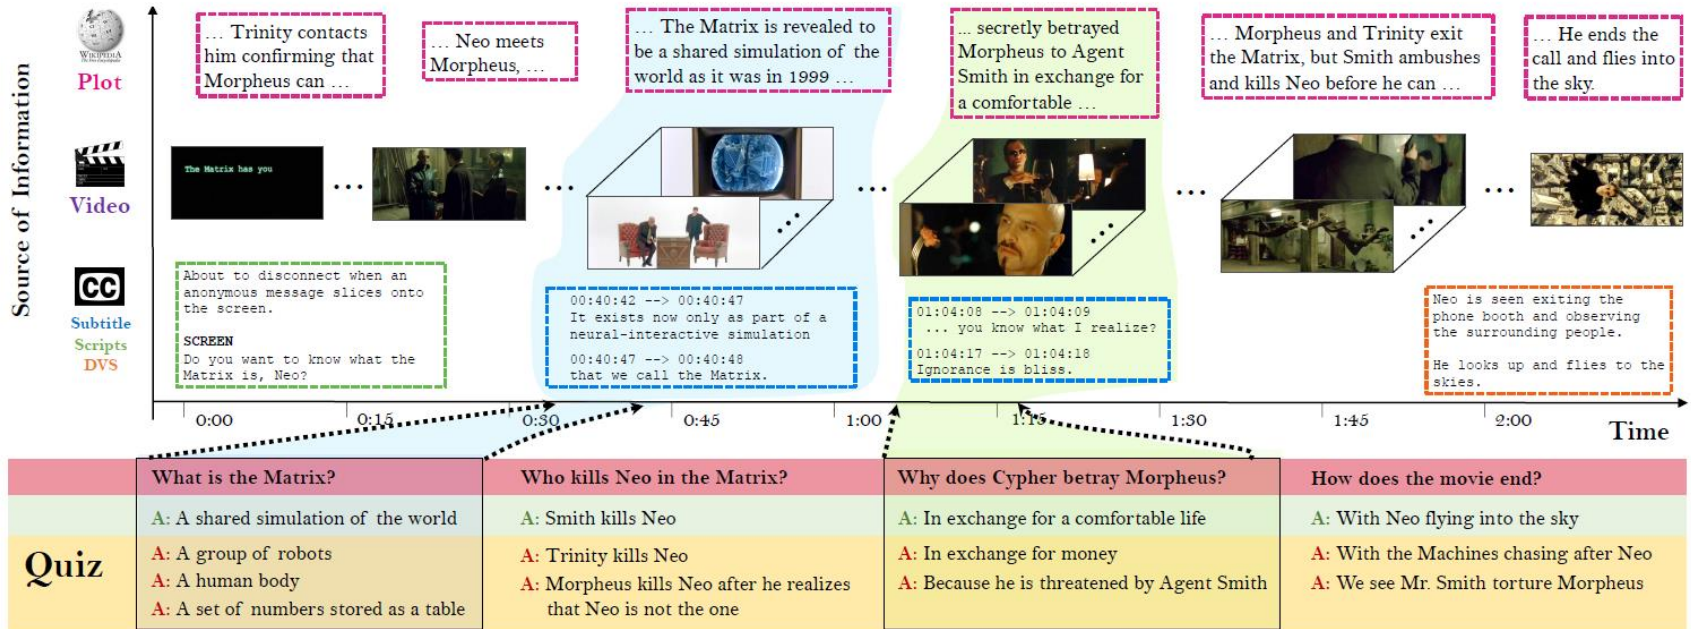 Source of Information
WIKIPEDIA
The Free Encyclopedia
Plot
… Trinity contacts
him confirming that
Morpheus can …
… Neo meets
Morpheus, …
… The Matrix is revealed to
be a shared simulation of the
world as it was in 1999 …
... secretly betrayed
Morpheus to Agent
Smith in exchange for
a comfortable …
… Morpheus and Trinity exit
the Matrix, but Smith ambushes
and kills Neo before he can …
… He ends the
call and flies into
the sky.
Video
The Matrix has you
...
...
...
...
...
CC
Subtitle
Scripts
DVS
About to disconnect when an
anonymous message slices onto
the screen.
SCREEN
Do you want to know what the
Matrix is, Neo?
00:40:42 --> 00:40:47
It exists now only as part of a
neural-interactive simulation
00:40:47 --> 00:40:48
that we call the Matrix.
01:04:08 --> 01:04:09
... you know what I realize?
01:04:17 --> 01:04:18
Ignorance is bliss.
Neo is seen exiting the
phone booth and observing
the surrounding people.
He looks up and flies to the
skies.
0:00
0:15
0:30
0:45
1:00
1:15
1:30
1:45
2:00
Time
Quiz
What is the Matrix?
A: A shared simulation of the world
A: A group of robots
A: A human body
A: A set of numbers stored as a table
Who kills Neo in the Matrix?
A: Smith kills Neo
A: Trinity kills Neo
A: Morpheus kills Neo after he realizes
that Neo is not the one
Why does Cypher betray Morpheus?
A: In exchange for a comfortable life
A: In exchange for money
A: Because he is threatened by Agent Smith
How does the movie end?
A: With Neo flying into the sky
A: With the Machines chasing after Neo
A: We see Mr. Smith torture Morpheus